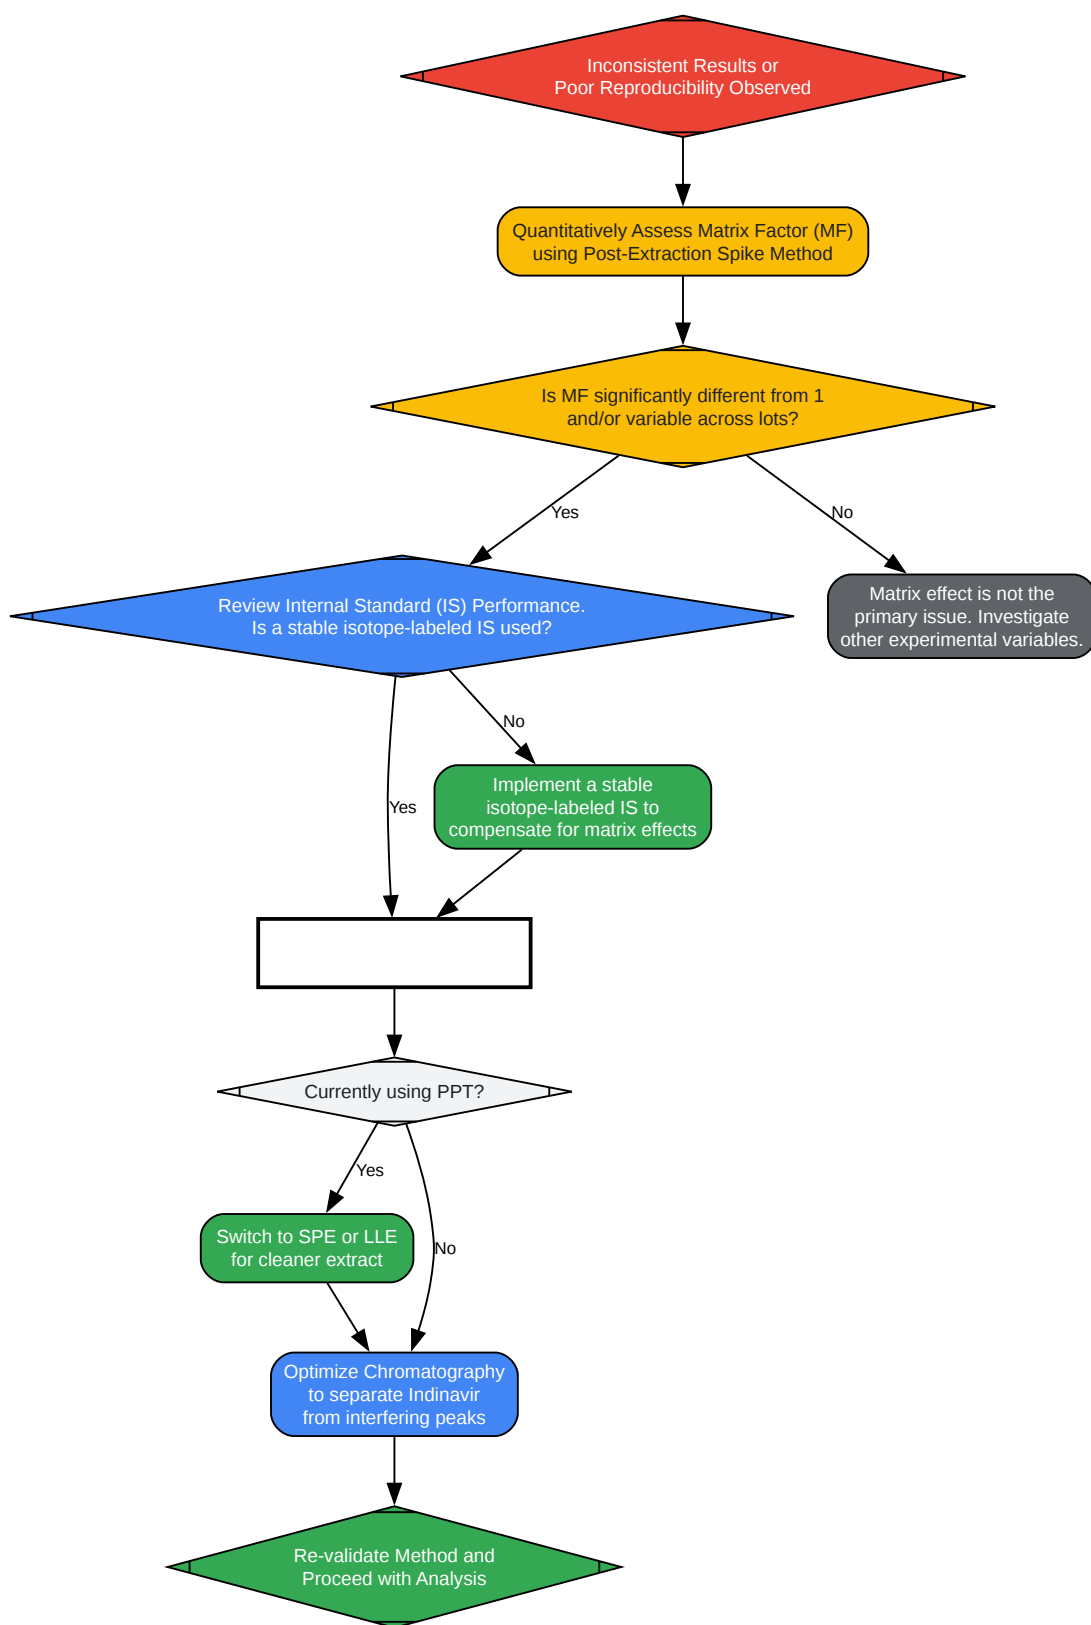 Inconsistent Results or
Poor Reproducibility Observed
Quantitatively Assess Matrix Factor (MF)
using Post-Extraction Spike Method
Is MF significantly different from 1
and/or variable across lots?
Yes
No
Review Internal Standard (IS) Performance.
Is a stable isotope-labeled IS used?
Matrix effect is not the
primary issue. Investigate
other experimental variables.
No
Implement a stable
isotope-labeled IS to
compensate for matrix effects
Yes
Currently using PPT?
Yes
Switch to SPE or LLE
for cleaner extract
No
Optimize Chromatography
to separate Indinavir
from interfering peaks
Re-validate Method and
Proceed with Analysis